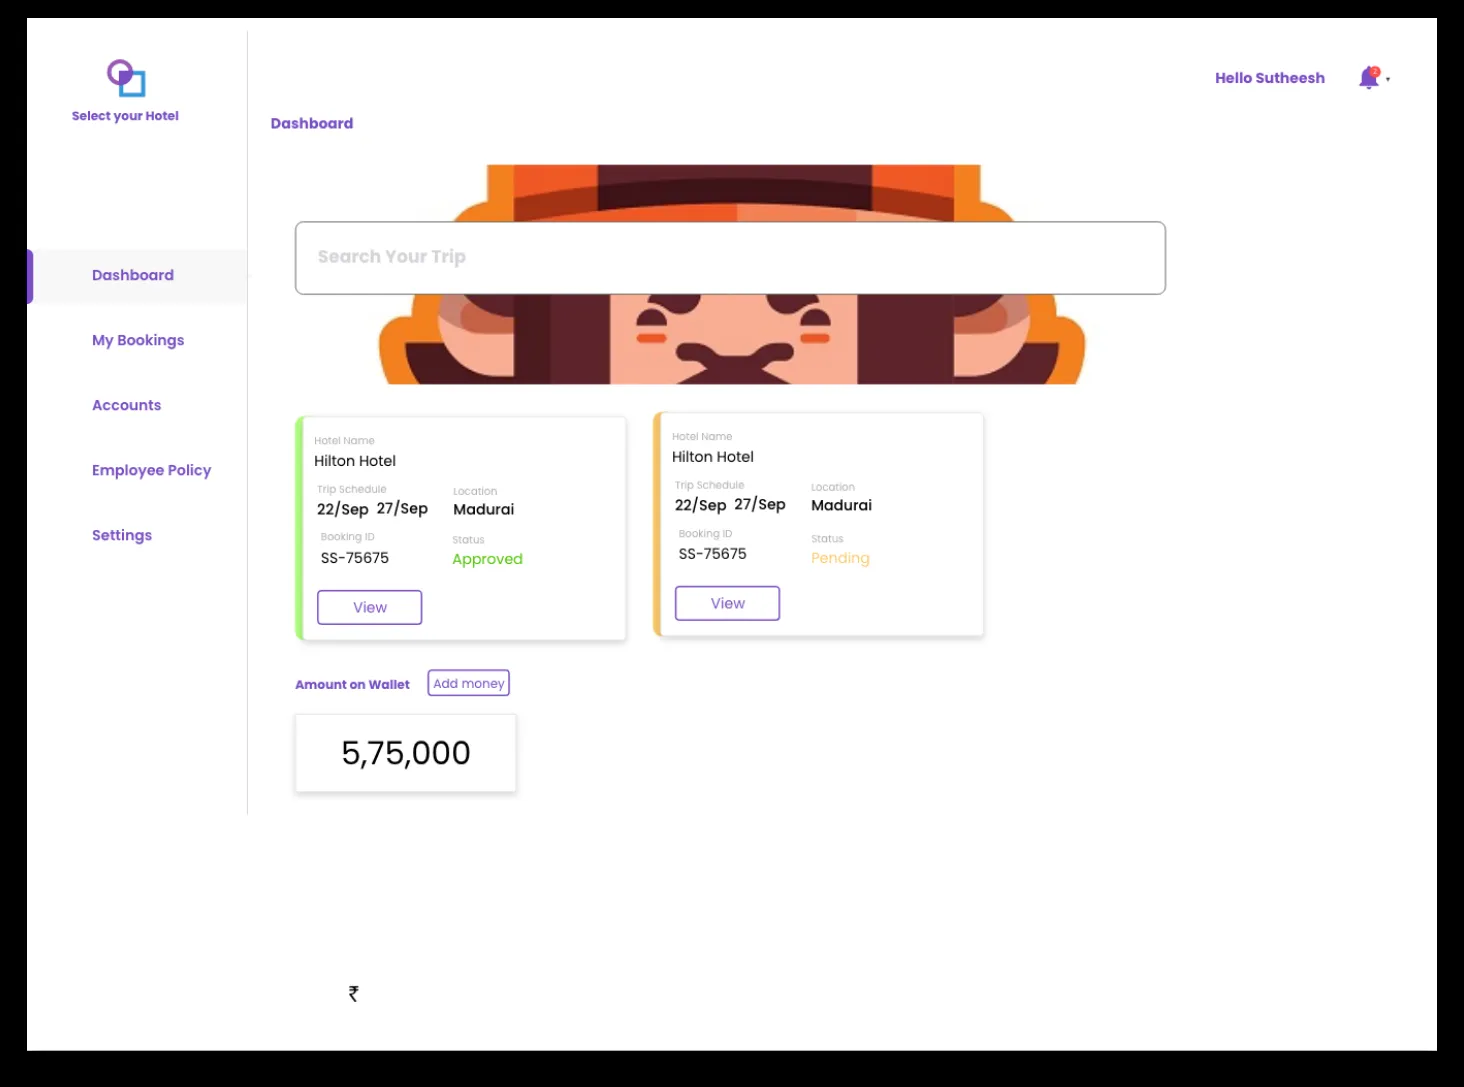 Hello Sutheesh
2
Select your Hotel
Dashboard
Search Your Trip
Dashboard
My Bookings
Accounts
Employee Policy
Settings
Hotel Name
Hilton Hotel
Trip Schedule Location
22/Sep 27/Sep Madurai
Booking ID Status
SS-75675 Approved
View
Hotel Name
Hilton Hotel
Trip Schedule Location
22/Sep 27/Sep Madurai
Booking ID Status
SS-75675 Pending
View
Amount on Wallet Add money
5,75,000
₹